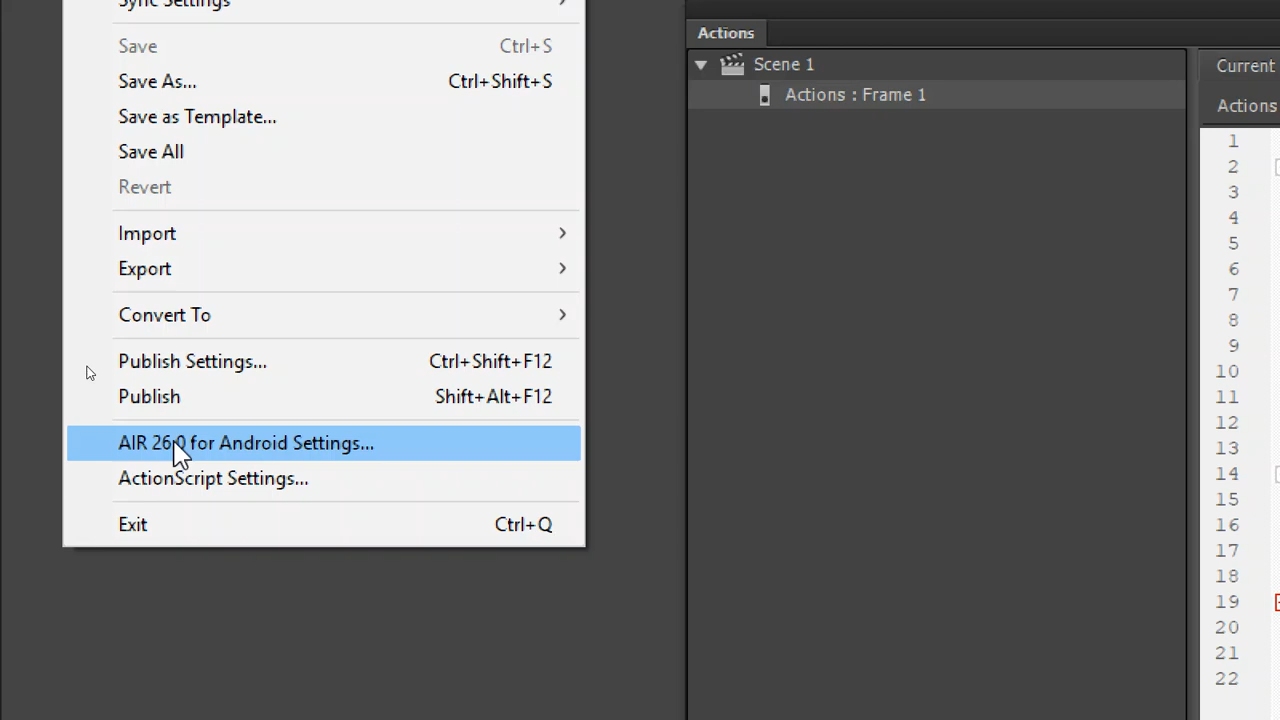 Sync Settings
Save Ctrl+S
Save As... Ctrl+Shift+S
Save as Template...
Save All
Revert
Import
Export
Convert To
Publish Settings... Ctrl+Shift+F12
Publish Shift+Alt+F12
AIR 26.0 for Android Settings...
ActionScript Settings...
Exit Ctrl+Q
Actions
Scene 1
Actions : Frame 1
Current
Actions
1
2
3
4
5
6
7
8
9
10
11
12
13
14
15
16
17
18
19
20
21
22